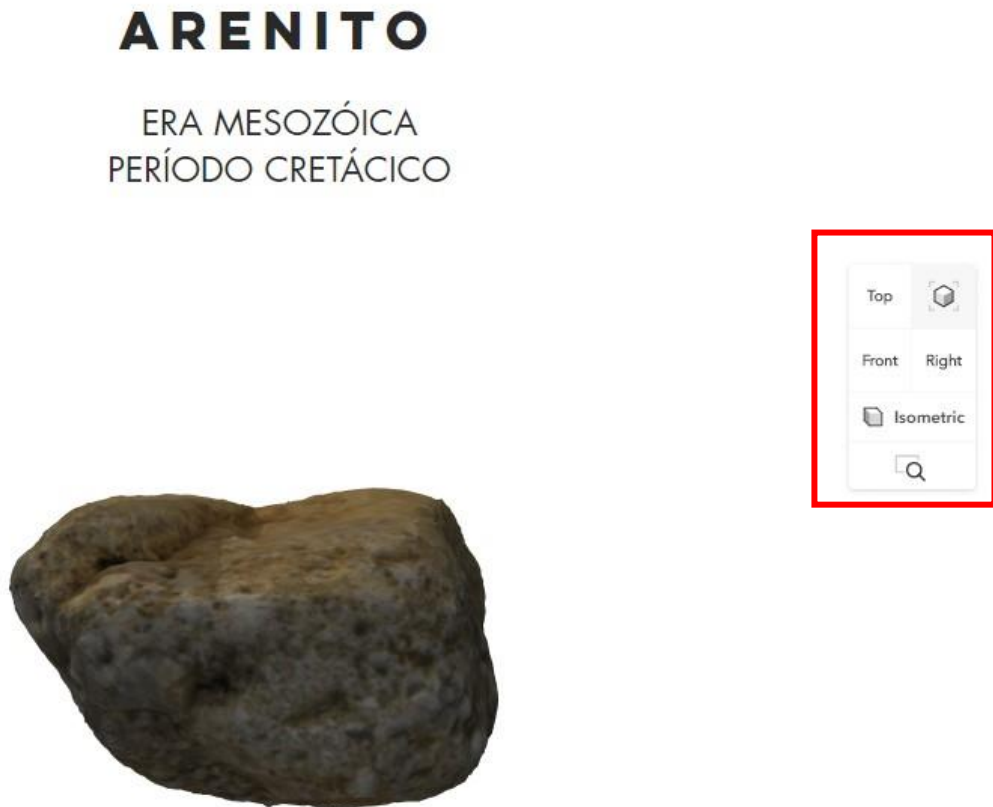 ARENITO
ERA MESOZÓICA
PERÍODO CRETÁCICO
Top
Front Right
Isometric